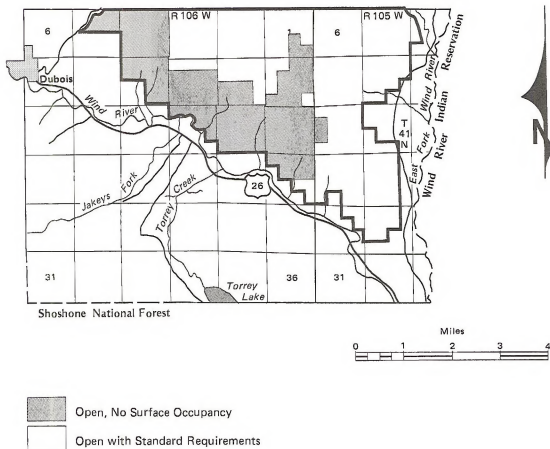 R 106 W
R 105 W
6
1
6
Dubois
Wind
River
Jakeys Fork
Torrey Creek
26
T
41
N
East Fork
Wind River
Wind River
Indian
Reservation
N
31
36
31
Torrey
Lake
Shoshone National Forest
Miles
0 1 2 3 4
Open, No Surface Occupancy
Open with Standard Requirements